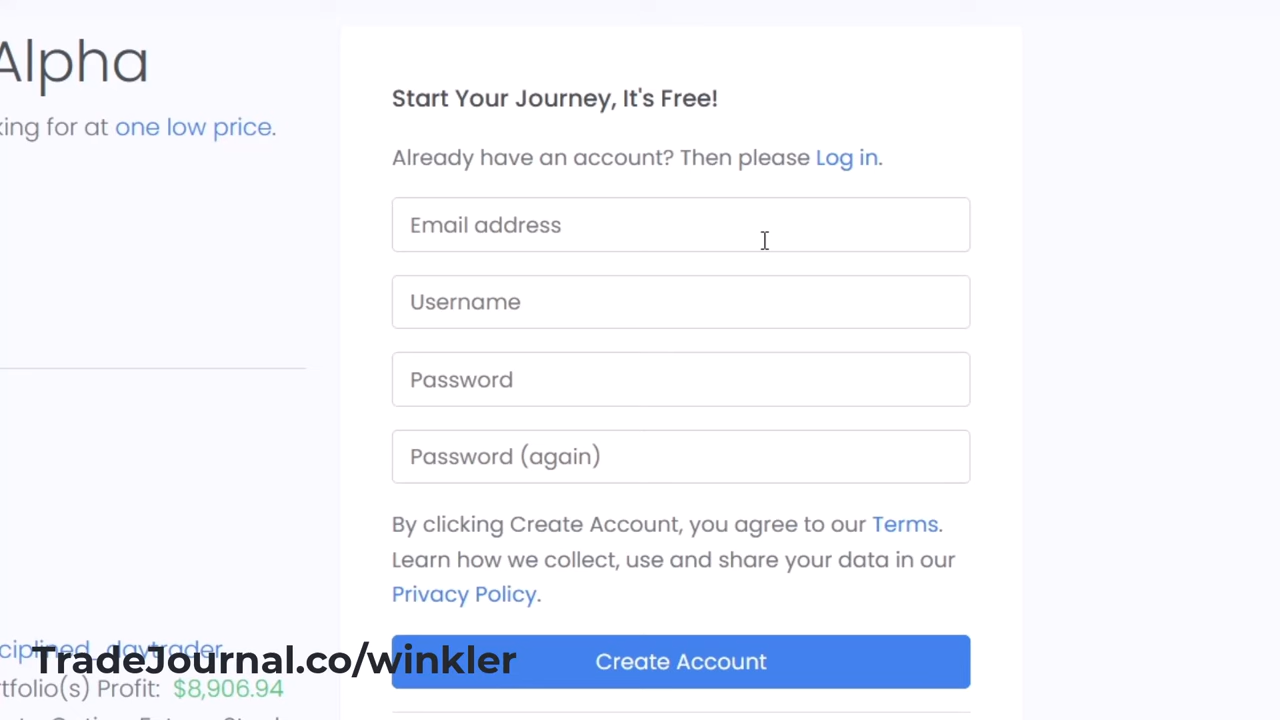 Alpha
Start Your Journey, It's Free!
for at one low price.
Already have an account? Then please Log in.
Email address
Username
Password
Password (again)
By clicking Create Account, you agree to our Terms.
Learn how we collect, use and share your data in our
Privacy Policy.
TradeJournal.co/winkler
Create Account
Profit: $8,906.94